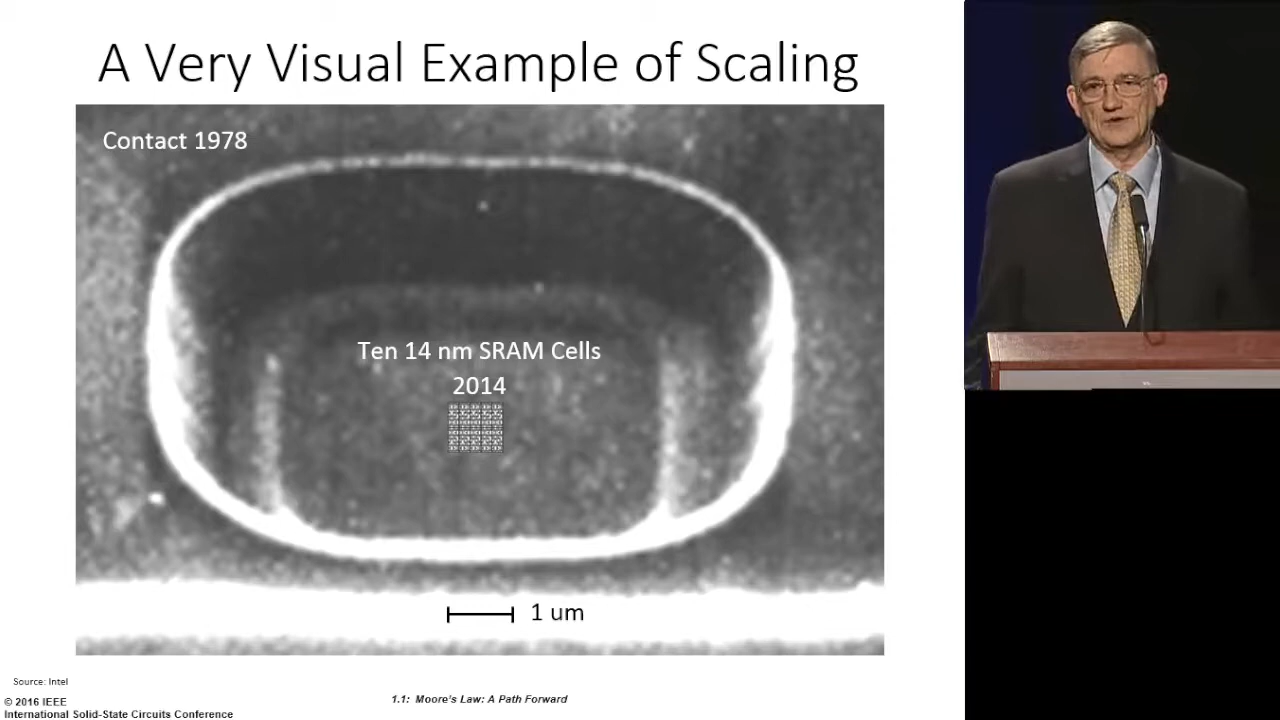 A Very Visual Example of Scaling
Contact 1978
Ten 14 nm SRAM Cells
2014
1 um
Source: Intel
© 2016 IEEE
International Solid-State Circuits Conference
1.1: Moore's Law: A Path Forward